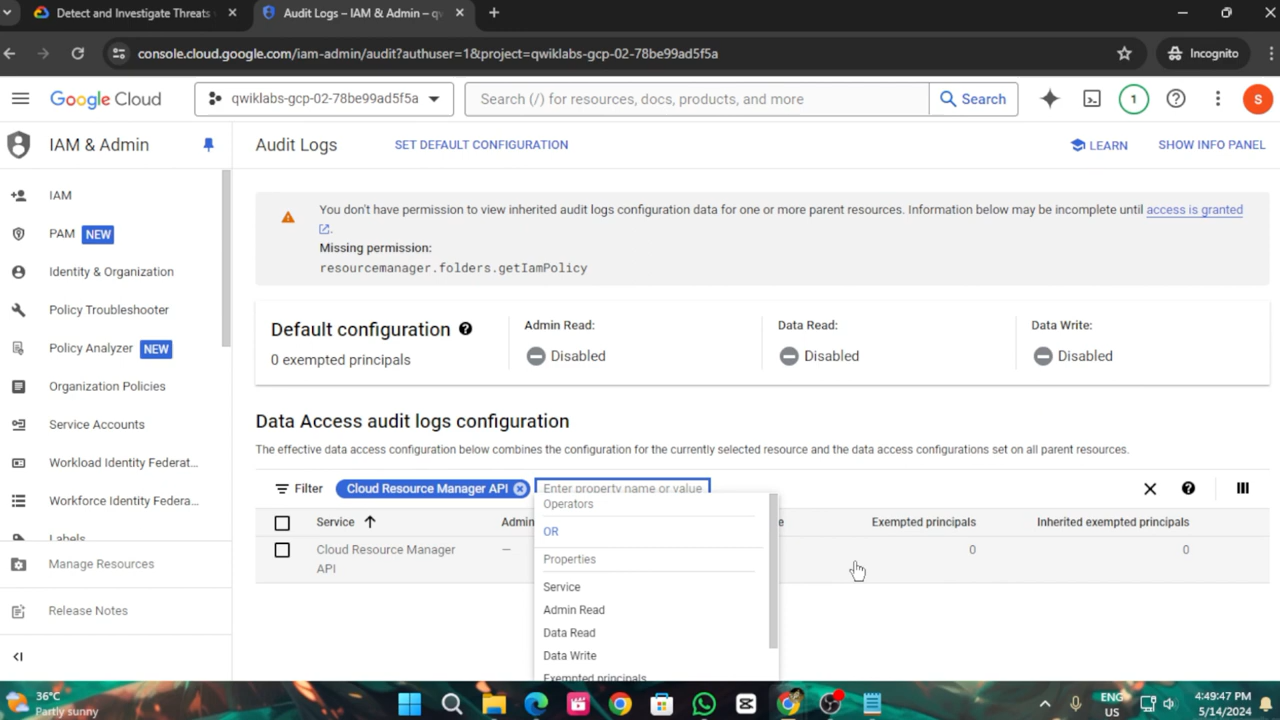 Detect and Investigate Threats
Audit Logs – IAM & Admin – qw
console.cloud.google.com/iam-admin/audit?authuser=1&project=qwiklabs-gcp-02-78be99ad5f5a
Incognito
Google Cloud
qwiklabs-gcp-02-78be99ad5f5a
Search (/) for resources, docs, products, and more
Search
1
S
IAM & Admin
Audit Logs
SET DEFAULT CONFIGURATION
LEARN
SHOW INFO PANEL
IAM
PAM NEW
Identity & Organization
Policy Troubleshooter
Policy Analyzer NEW
Organization Policies
Service Accounts
Workload Identity Federat...
Workforce Identity Federa...
Labels
Manage Resources
Release Notes
You don't have permission to view inherited audit logs configuration data for one or more parent resources. Information below may be incomplete until access is granted
.
Missing permission:
resourcemanager.folders.getIamPolicy
Default configuration
0 exempted principals
Admin Read:
Disabled
Data Read:
Disabled
Data Write:
Disabled
Data Access audit logs configuration
The effective data access configuration below combines the configuration for the currently selected resource and the data access configurations set on all parent resources.
Filter
Cloud Resource Manager API
Enter property name or value
Service
Admin
Exempted principals
Inherited exempted principals
Cloud Resource Manager
API
—
0
0
Operators
OR
Properties
Service
Admin Read
Data Read
Data Write
Exempted principals
36°C
Partly sunny
ENG
US
4:49:47 PM
5/14/2024